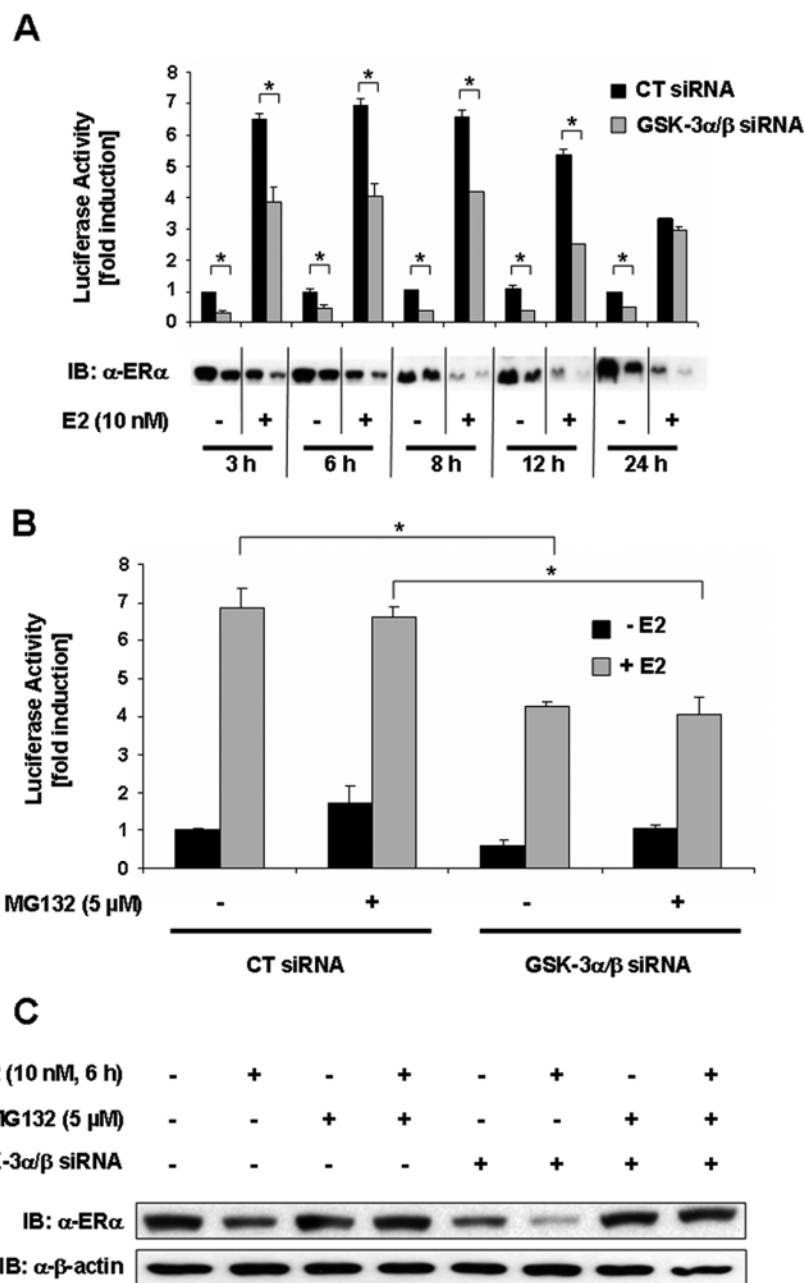 A
8
7
6
5
4
3
2
1
0
Luciferase Activity
[fold induction]
* * * * * * * * *
CT siRNA
GSK-3α/β siRNA
IB: α-ERα
E2 (10 nM) - + - + - + - + - +
3 h 6 h 8 h 12 h 24 h
B
8
7
6
5
4
3
2
1
0
Luciferase Activity
[fold induction]
*
*
- E2
+ E2
MG132 (5 µM) - + - +
CT siRNA GSK-3α/β siRNA
C
(10 nM, 6 h) - + - + - + - +
MG132 (5 µM) - - + + - - + +
K-3α/β siRNA - - - - + + + +
IB: α-ERα
IB: α-β-actin